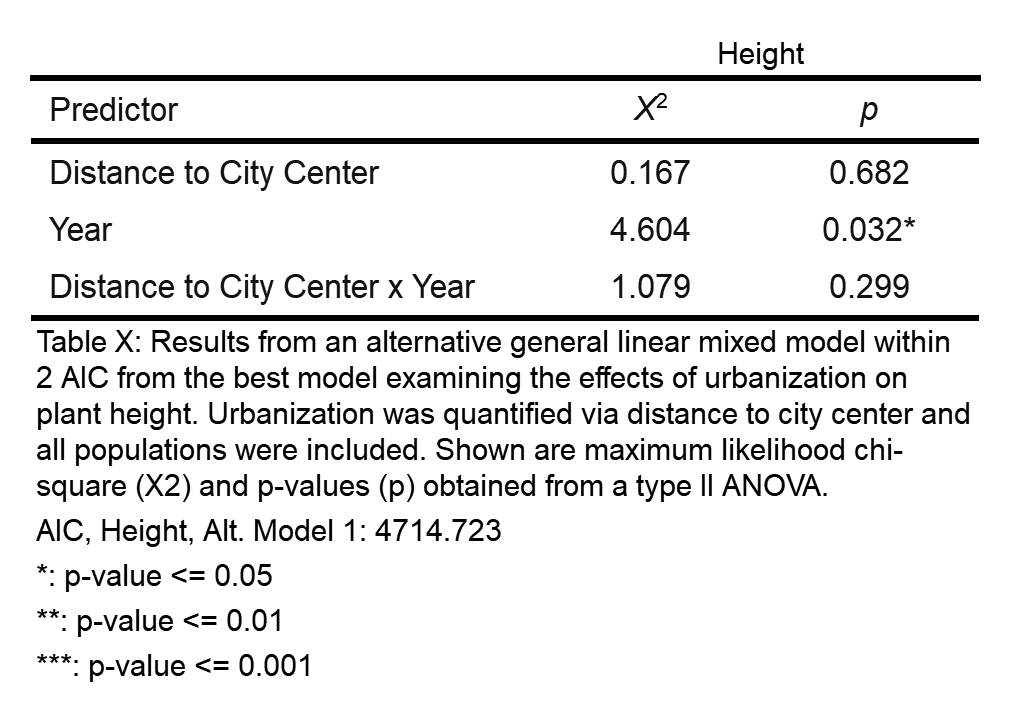 Height
Predictor X² p
Distance to City Center 0.167 0.682
Year 4.604 0.032*
Distance to City Center x Year 1.079 0.299
Table X: Results from an alternative general linear mixed model within
2 AIC from the best model examining the effects of urbanization on
plant height. Urbanization was quantified via distance to city center and
all populations were included. Shown are maximum likelihood chi-
square (X2) and p-values (p) obtained from a type II ANOVA.
AIC, Height, Alt. Model 1: 4714.723
*: p-value <= 0.05
**: p-value <= 0.01
***: p-value <= 0.001